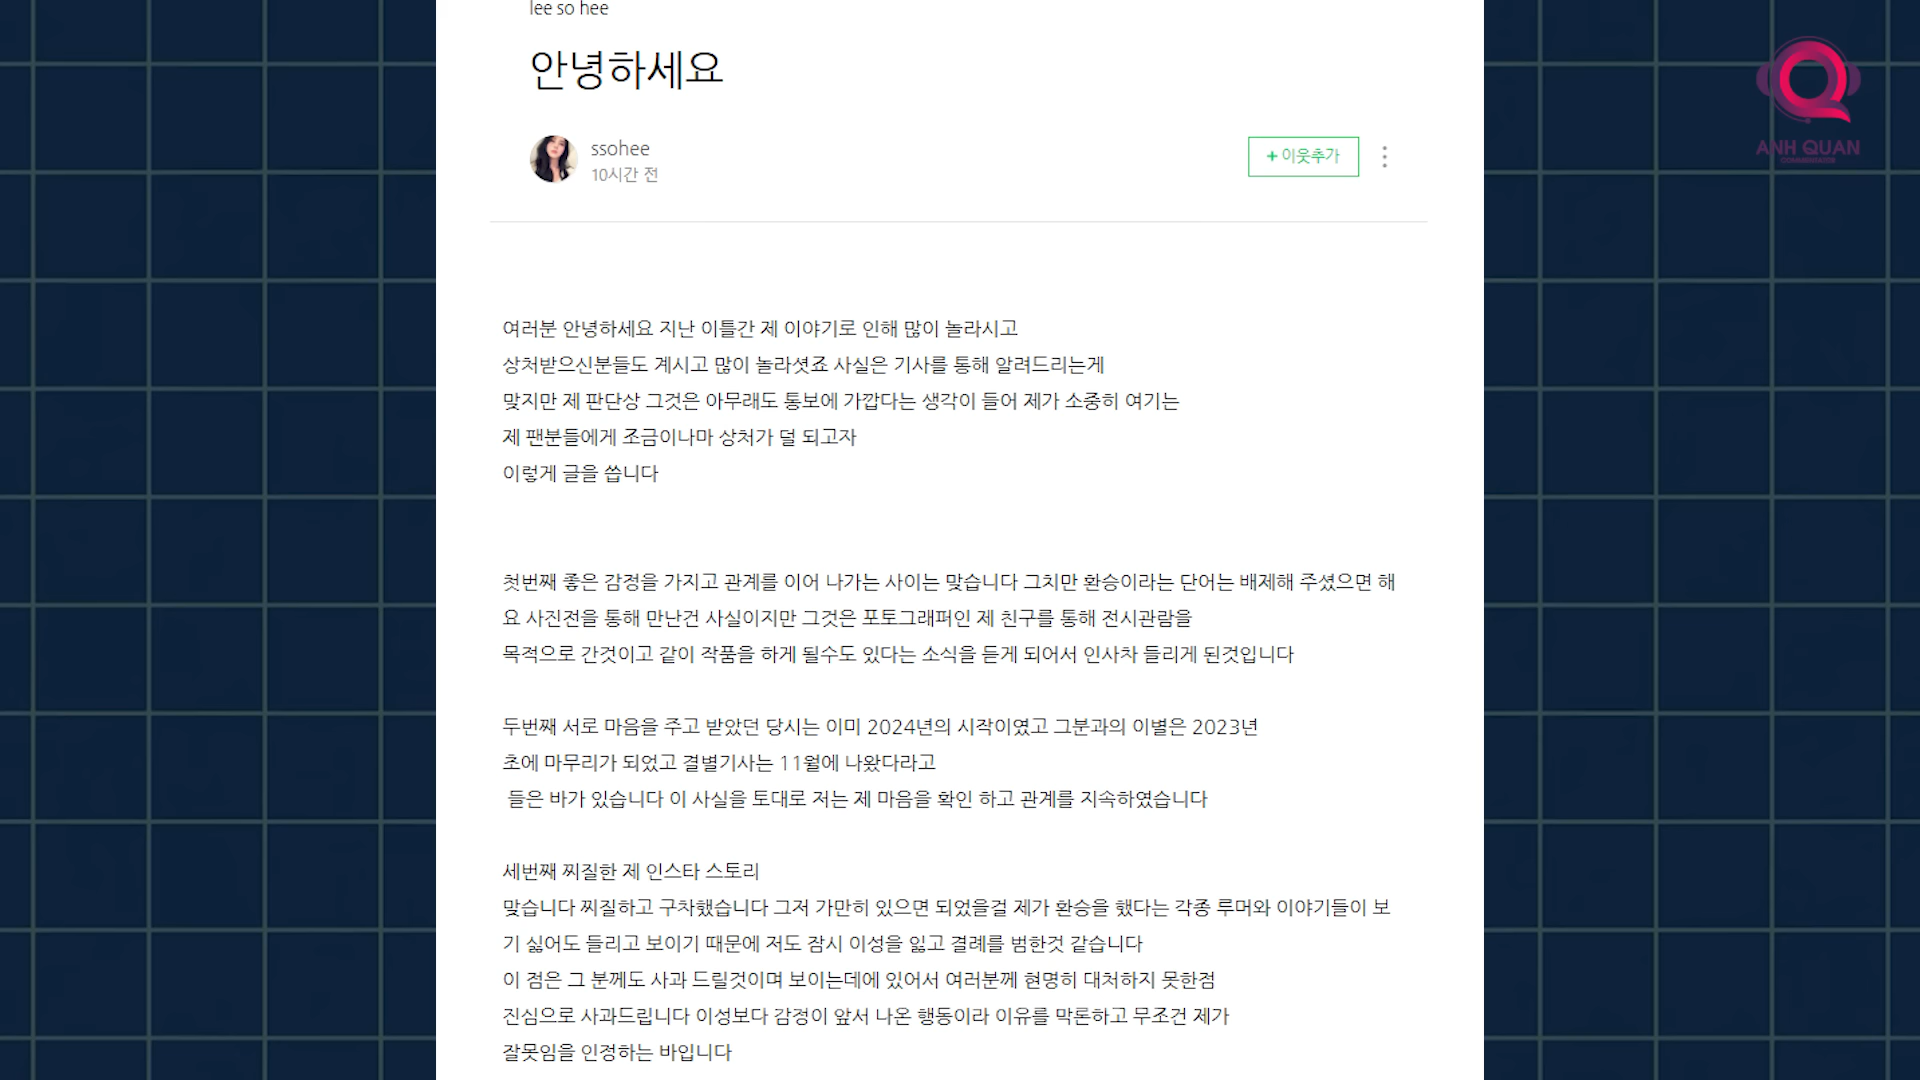 lee so hee
안녕하세요
ssohee
10시간 전
+ 이웃추가
ANH QUAN
COMMENTATOR
여러분 안녕하세요 지난 이틀간 제 이야기로 인해 많이 놀라시고
상처받으신분들도 계시고 많이 놀라셧죠 사실은 기사를 통해 알려드리는게
맞지만 제 판단상 그것은 아무래도 통보에 가깝다는 생각이 들어 제가 소중히 여기는
제 팬분들에게 조금이나마 상처가 덜 되고자
이렇게 글을 씁니다
첫번째 좋은 감정을 가지고 관계를 이어 나가는 사이는 맞습니다 그치만 환승이라는 단어는 배제해 주셨으면 해
요 사진전을 통해 만난건 사실이지만 그것은 포토그래퍼인 제 친구를 통해 전시관람을
목적으로 간것이고 같이 작품을 하게 될수도 있다는 소식을 듣게 되어서 인사차 들리게 된것입니다
두번째 서로 마음을 주고 받았던 당시는 이미 2024년의 시작이였고 그분과의 이별은 2023년
초에 마무리가 되었고 결별기사는 11월에 나왔다라고
들은 바가 있습니다 이 사실을 토대로 저는 제 마음을 확인 하고 관계를 지속하였습니다
세번째 찌질한 제 인스타 스토리
맞습니다 찌질하고 구차했습니다 그저 가만히 있으면 되었을걸 제가 환승을 했다는 각종 루머와 이야기들이 보
기 싫어도 들리고 보이기 때문에 저도 잠시 이성을 잃고 결례를 범한것 같습니다
이 점은 그 분께도 사과 드릴것이며 보이는데에 있어서 여러분께 현명히 대처하지 못한점
진심으로 사과드립니다 이성보다 감정이 앞서 나온 행동이라 이유를 막론하고 무조건 제가
잘못임을 인정하는 바입니다